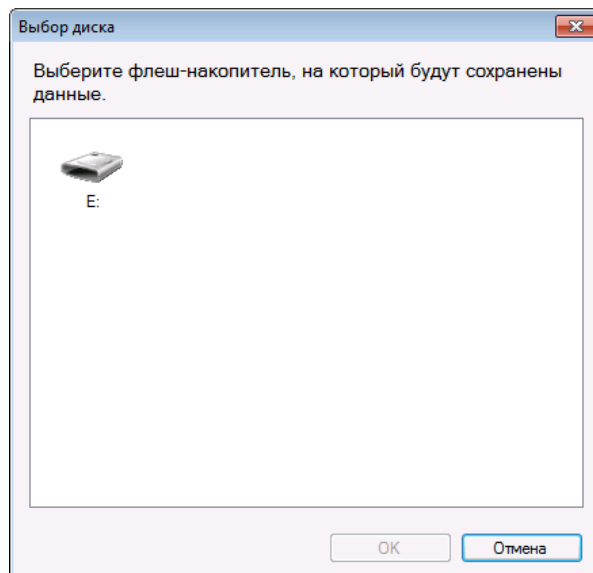 Выбор диска
Выберите флеш-накопитель, на который будут сохранены
данные.
E:
OK
Отмена